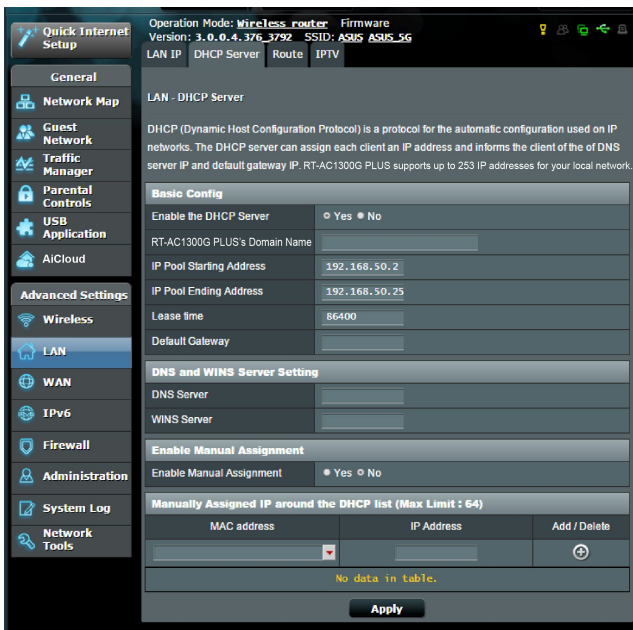 Quick Internet Setup
Operation Mode: Wireless router Firmware
Version: 3.0.0.4.376_3792 SSID: ASUS ASUS_5G
LAN IP DHCP Server Route IPTV
General
Network Map
Guest Network
Traffic Manager
Parental Controls
USB Application
AiCloud
Advanced Settings
Wireless
LAN
WAN
IPv6
Firewall
Administration
System Log
Network Tools
LAN - DHCP Server
DHCP (Dynamic Host Configuration Protocol) is a protocol for the automatic configuration used on IP
networks. The DHCP server can assign each client an IP address and informs the client of the of DNS
server IP and default gateway IP. RT-AC1300G PLUS supports up to 253 IP addresses for your local network.
Basic Config
Enable the DHCP Server Yes No
RT-AC1300G PLUS's Domain Name
IP Pool Starting Address 192.168.50.2
IP Pool Ending Address 192.168.50.25
Lease time 86400
Default Gateway
DNS and WINS Server Setting
DNS Server
WINS Server
Enable Manual Assignment
Enable Manual Assignment Yes No
Manually Assigned IP around the DHCP list (Max Limit : 64)
MAC address IP Address Add / Delete
No data in table.
Apply